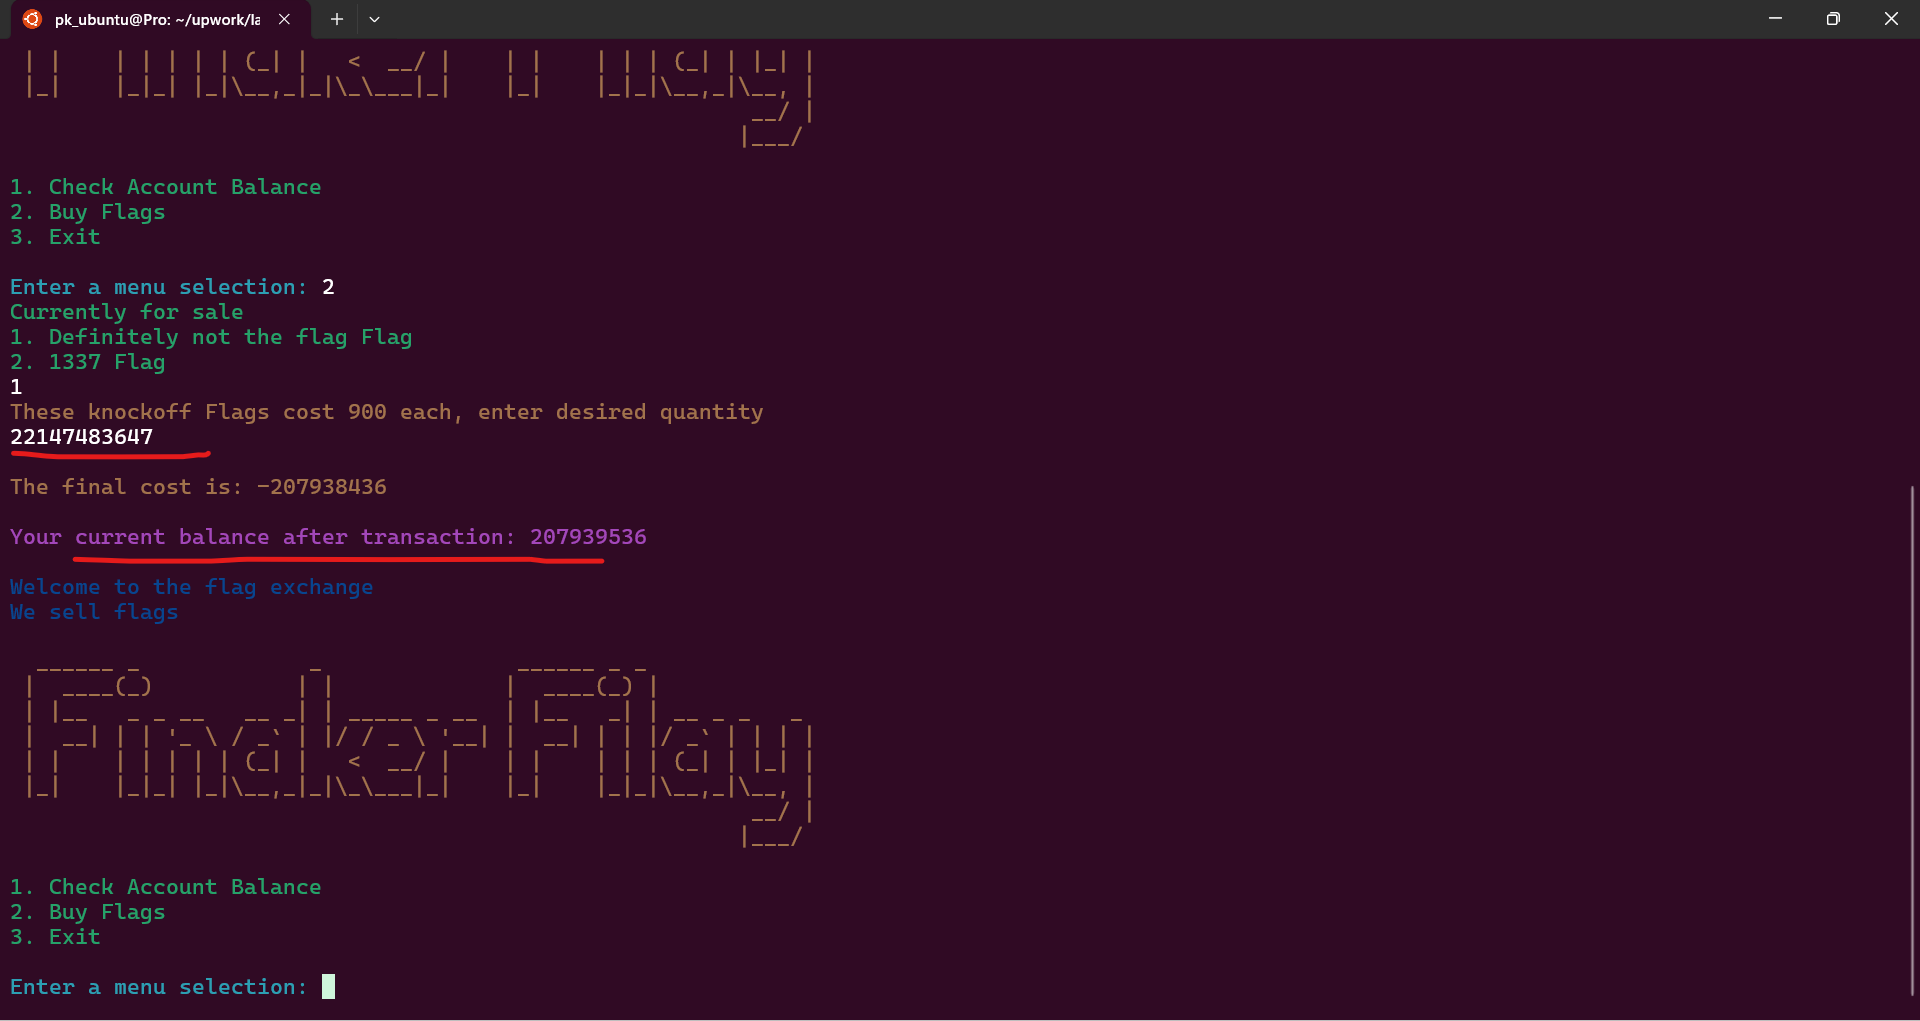 pk_ubuntu@Pro: ~/upwork/la
1. Check Account Balance
2. Buy Flags
3. Exit
Enter a menu selection: 2
Currently for sale
1. Definitely not the flag Flag
2. 1337 Flag
1
These knockoff Flags cost 900 each, enter desired quantity
22147483647
The final cost is: -207938436
Your current balance after transaction: 207939536
Welcome to the flag exchange
We sell flags
Finder Flag
1. Check Account Balance
2. Buy Flags
3. Exit
Enter a menu selection: